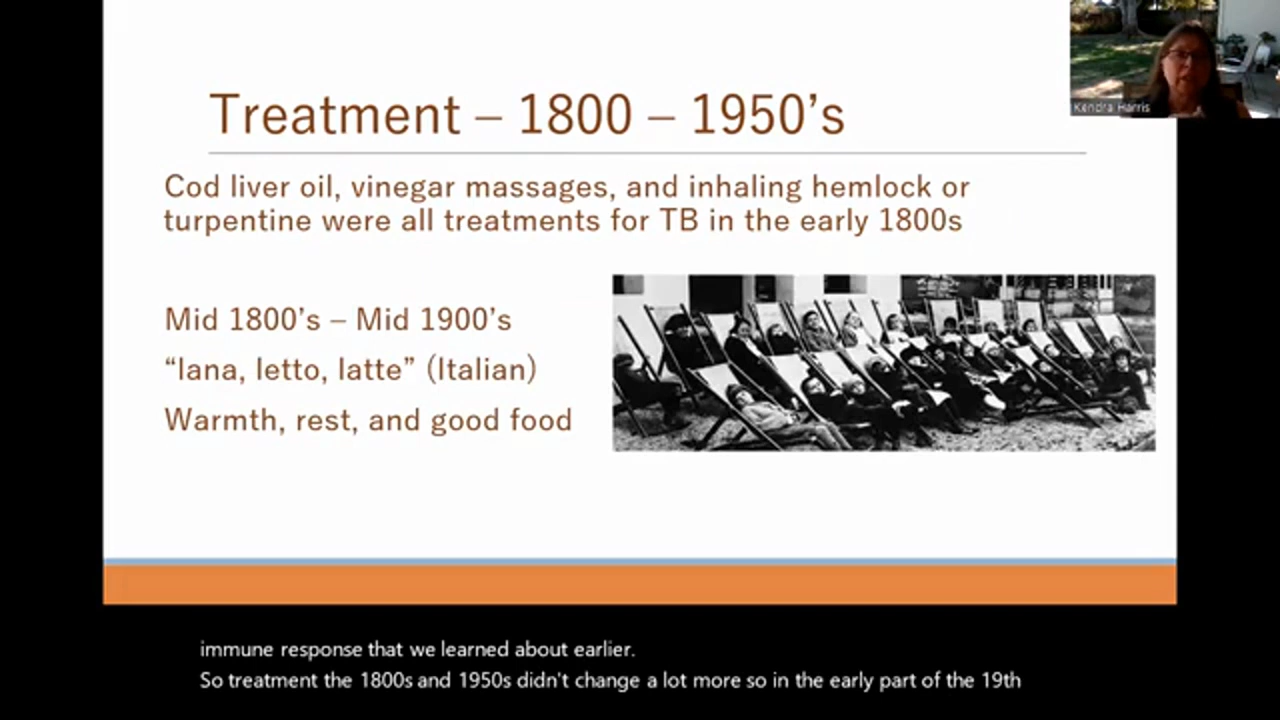 Treatment – 1800 – 1950’s
Kendra Harris
Cod liver oil, vinegar massages, and inhaling hemlock or
turpentine were all treatments for TB in the early 1800s
Mid 1800’s – Mid 1900’s
“lana, letto, latte” (Italian)
Warmth, rest, and good food
immune response that we learned about earlier.
So treatment the 1800s and 1950s didn't change a lot more so in the early part of the 19th